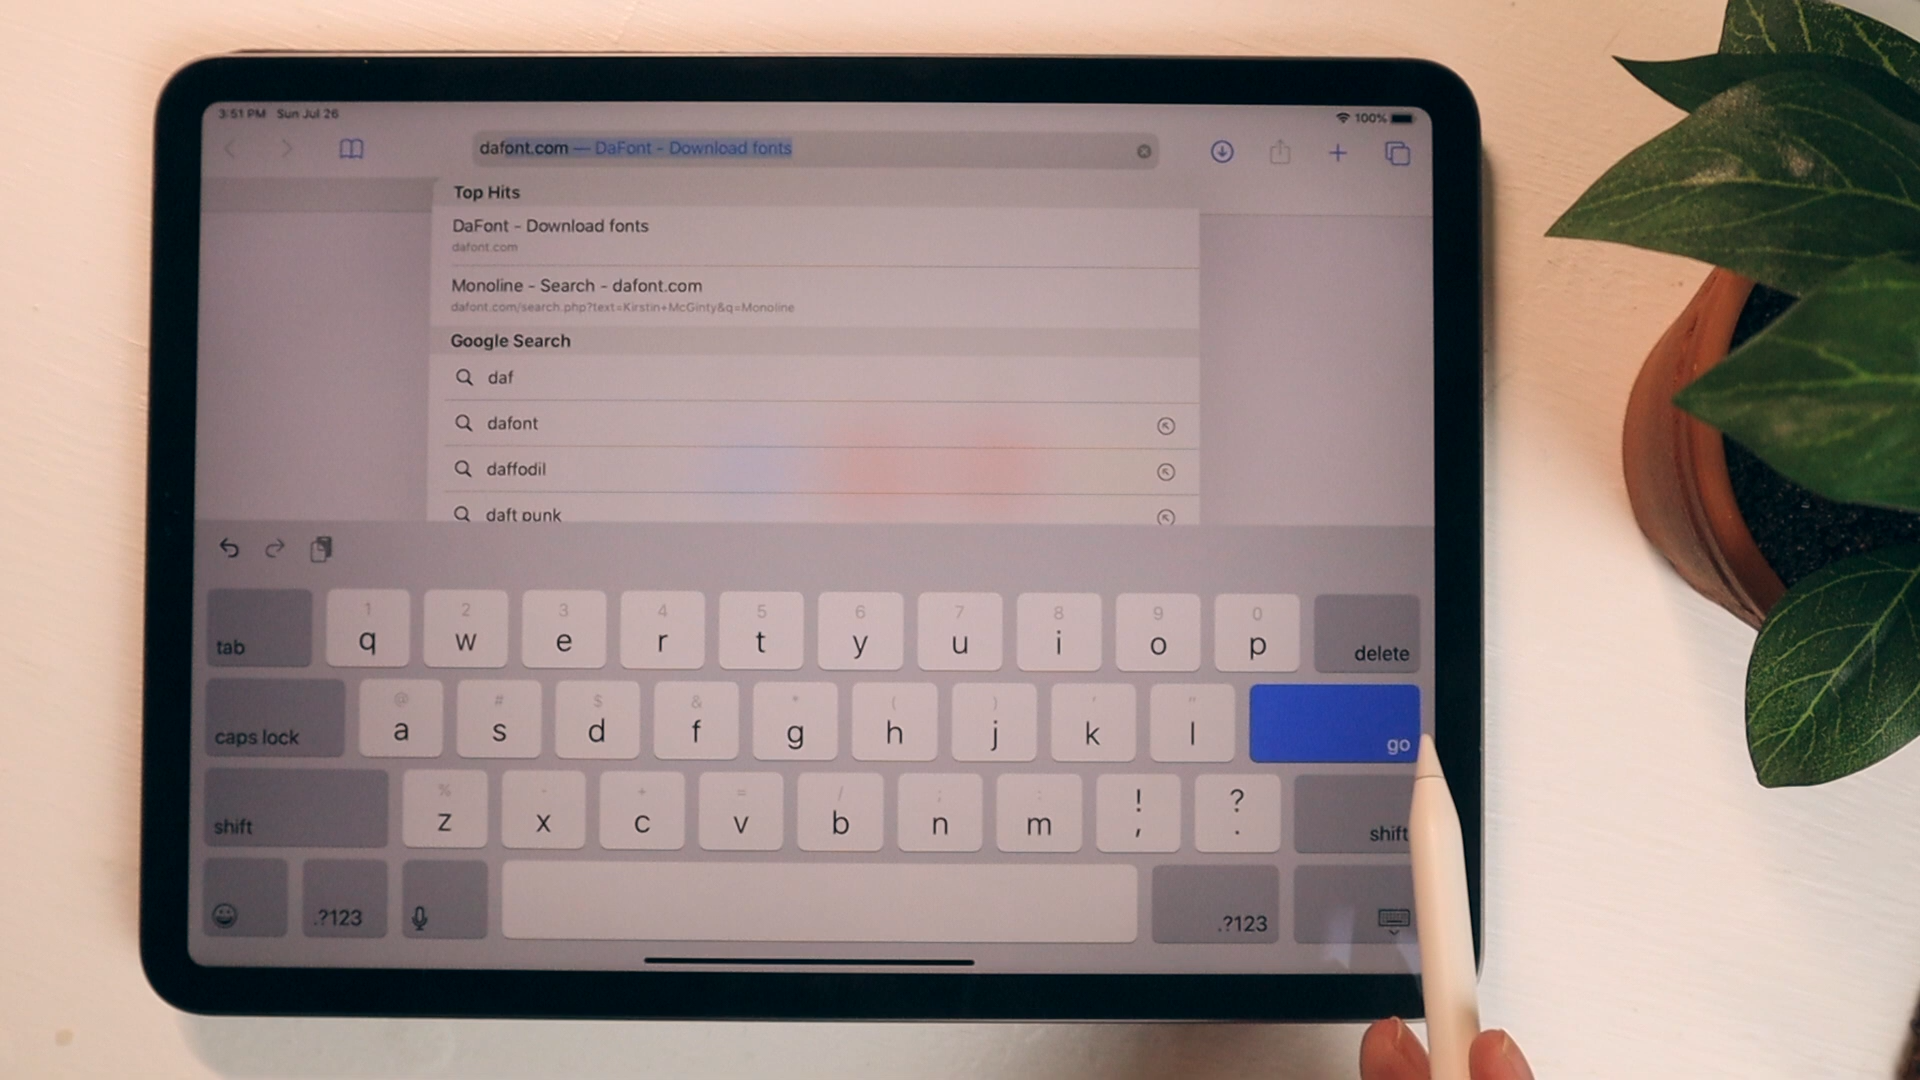 3:51 PM Sun Jul 26
100%
dafont.com — DaFont - Download fonts
Top Hits
DaFont - Download fonts
dafont.com
Monoline - Search - dafont.com
dafont.com/search.php?text=Kirstin+McGinty&q=Monoline
Google Search
daf
dafont
daffodil
daft punk
1 2 3 4 5 6 7 8 9 0
tab q w e r t y u i o p delete
@ # $ & * ( ) ' "
caps lock a s d f g h j k l go
% - + = / ; : ! ?
shift z x c v b n m , . shift
.?123 .?123